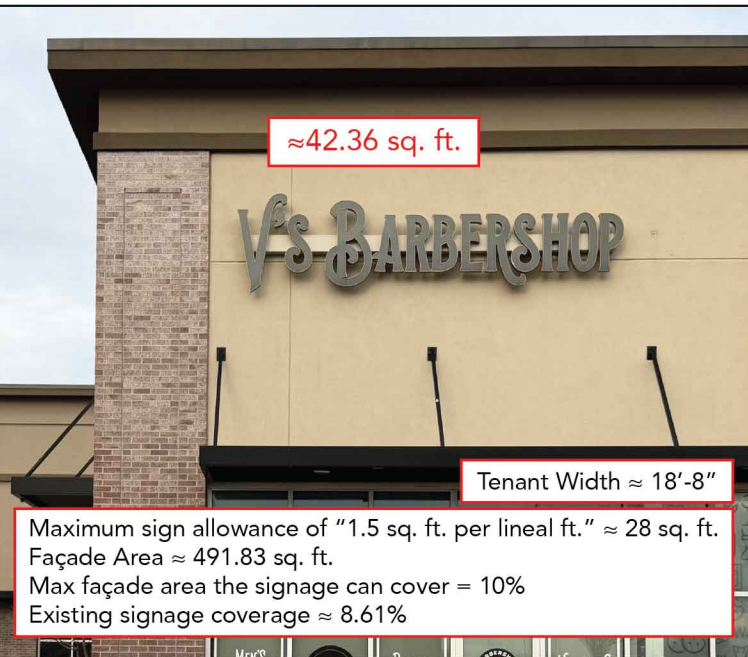 ≈42.36 sq. ft.
V's BARBERSHOP
Tenant Width ≈ 18'-8"
Maximum sign allowance of “1.5 sq. ft. per lineal ft.” ≈ 28 sq. ft.
Façade Area ≈ 491.83 sq. ft.
Max façade area the signage can cover = 10%
Existing signage coverage ≈ 8.61%
MEN'S